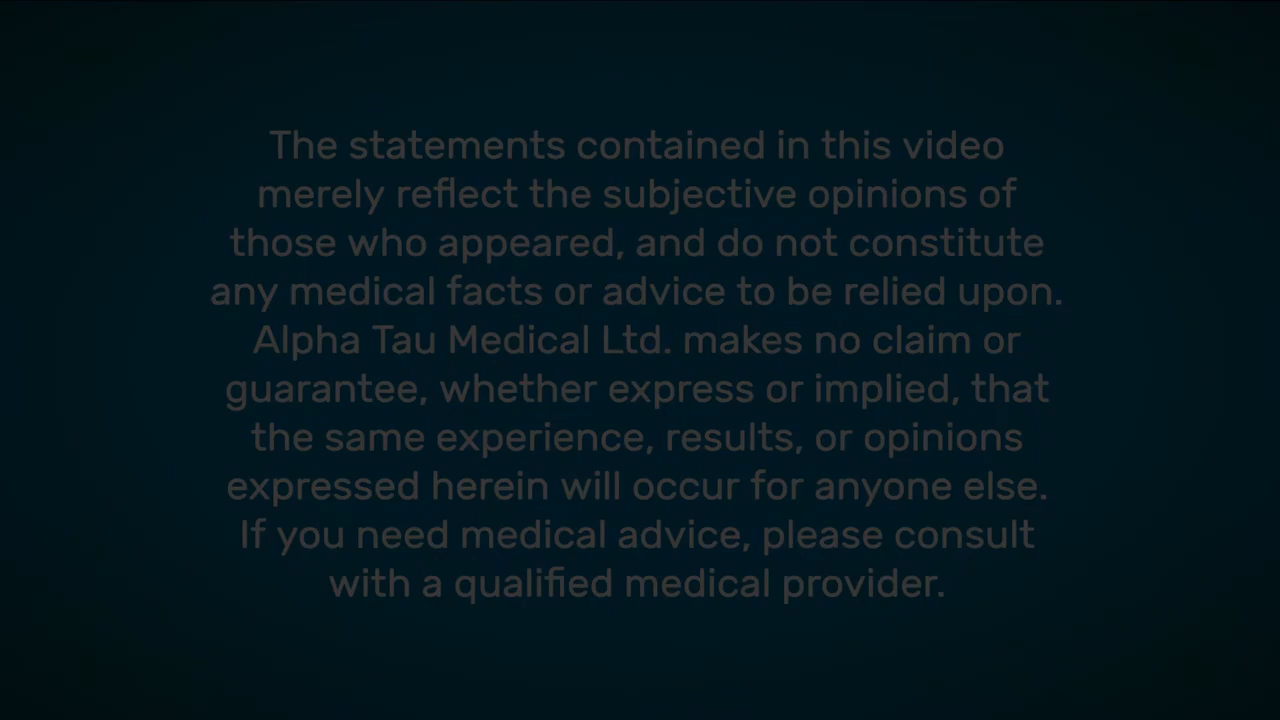 The statements contained in this video
merely reflect the subjective opinions of
those who appeared, and do not constitute
any medical facts or advice to be relied upon.
Alpha Tau Medical Ltd. makes no claim or
guarantee, whether express or implied, that
the same experience, results, or opinions
expressed herein will occur for anyone else.
If you need medical advice, please consult
with a qualified medical provider.